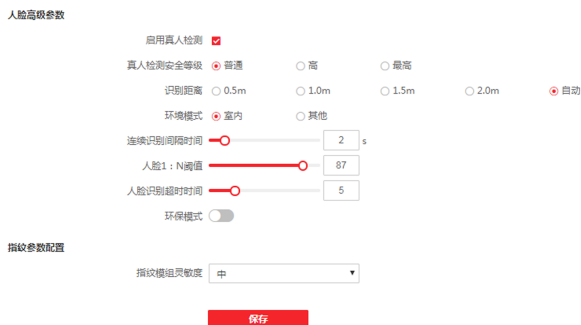 人脸高级参数
启用真人检测
真人检测安全等级 普通 高 最高
识别距离 0.5m 1.0m 1.5m 2.0m 自动
环境模式 室内 其他
连续识别间隔时间 2 s
人脸1：N阈值 87
人脸识别超时时间 5
环保模式
指纹参数配置
指纹模组灵敏度 中
保存